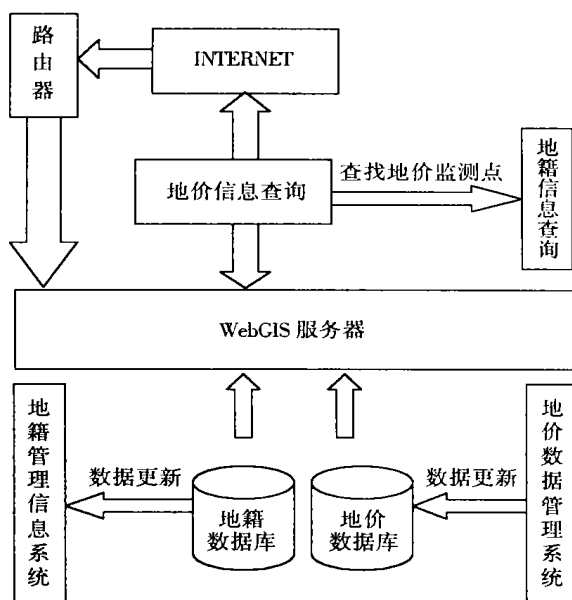 路由器
INTERNET
地价信息查询
查找地价监测点
地籍信息查询
WebGIS 服务器
地籍管理信息系统
数据更新
地籍
数据库
地价
数据库
数据更新
地价数据管理系统